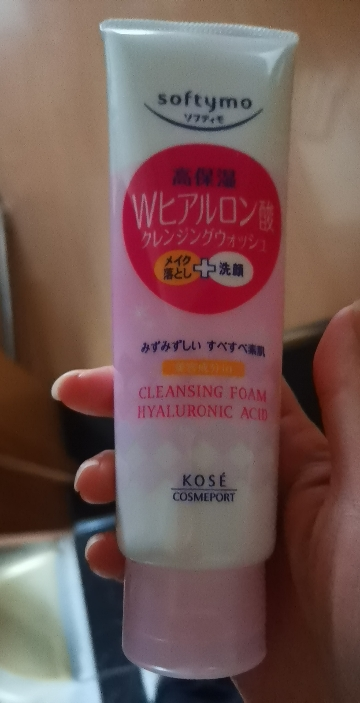 softymo
ソフティモ
高保湿
Wヒアルロン酸
クレンジングウォッシュ
メイク
落とし
+
洗顔
みずみずしい すべすべ素肌
CLEANSING FOAM
HYALURONIC ACID
KOSÉ
COSMEPORT